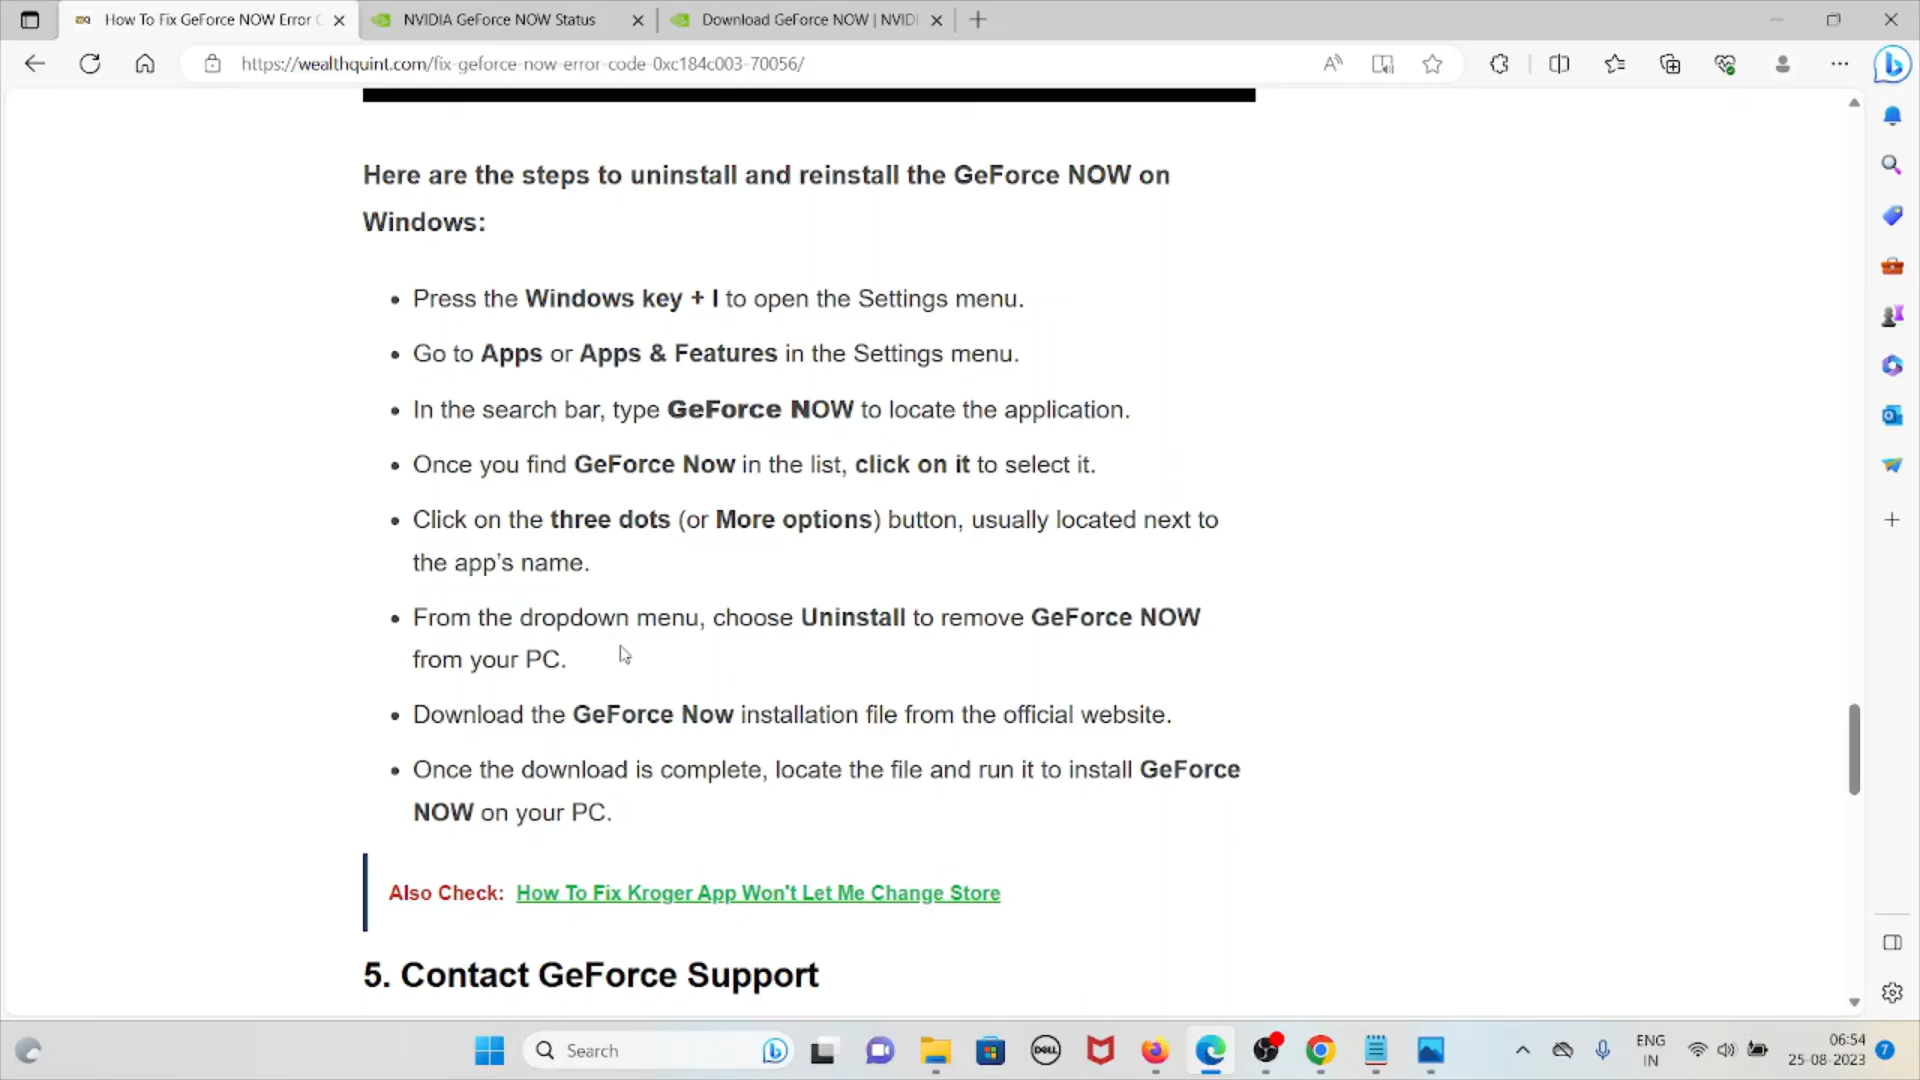 How To Fix GeForce NOW Error C
NVIDIA GeForce NOW Status
Download GeForce NOW | NVIDI
https://wealthquint.com/fix-geforce-now-error-code-0xc184c003-70056/
Here are the steps to uninstall and reinstall the GeForce NOW on
Windows:
• Press the Windows key + I to open the Settings menu.
• Go to Apps or Apps & Features in the Settings menu.
• In the search bar, type GeForce NOW to locate the application.
• Once you find GeForce Now in the list, click on it to select it.
• Click on the three dots (or More options) button, usually located next to
the app’s name.
• From the dropdown menu, choose Uninstall to remove GeForce NOW
from your PC.
• Download the GeForce Now installation file from the official website.
• Once the download is complete, locate the file and run it to install GeForce
NOW on your PC.
Also Check: How To Fix Kroger App Won't Let Me Change Store
5. Contact GeForce Support
Search
DELL
ENG
IN
06:54
25-08-2023
7